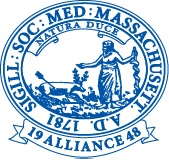 SIGILL: SOC: MED: MASSACHUSETT. A.D. 1781
NATURA DUCE
19 ALLIANCE 48